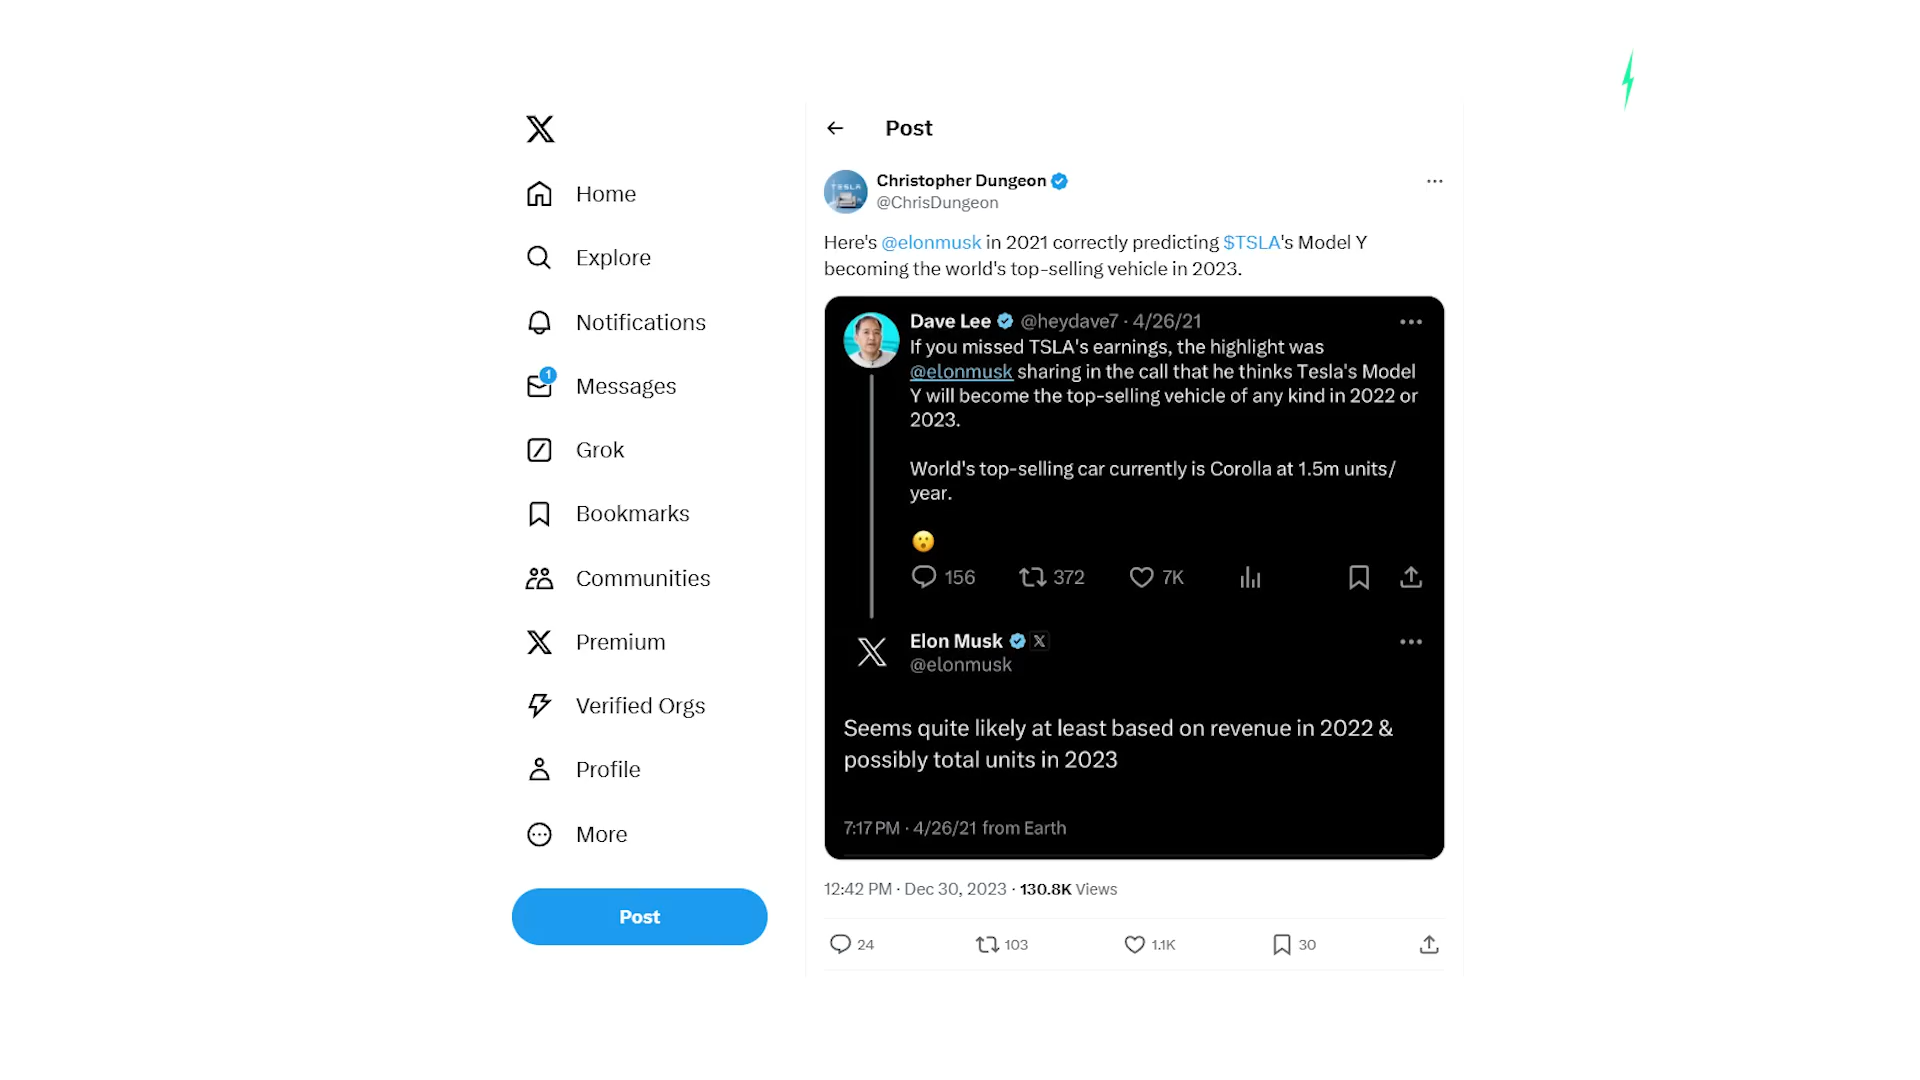 Home
Explore
Notifications
1
Messages
Grok
Bookmarks
Communities
Premium
Verified Orgs
Profile
More
Post
Post
Christopher Dungeon
@ChrisDungeon
Here's @elonmusk in 2021 correctly predicting $TSLA's Model Y
becoming the world's top-selling vehicle in 2023.
Dave Lee @heydave7 · 4/26/21
If you missed TSLA's earnings, the highlight was
@elonmusk sharing in the call that he thinks Tesla's Model
Y will become the top-selling vehicle of any kind in 2022 or
2023.
World's top-selling car currently is Corolla at 1.5m units/
year.
156 372 7K
Elon Musk
@elonmusk
Seems quite likely at least based on revenue in 2022 &
possibly total units in 2023
7:17 PM · 4/26/21 from Earth
12:42 PM · Dec 30, 2023 · 130.8K Views
24 103 1.1K 30